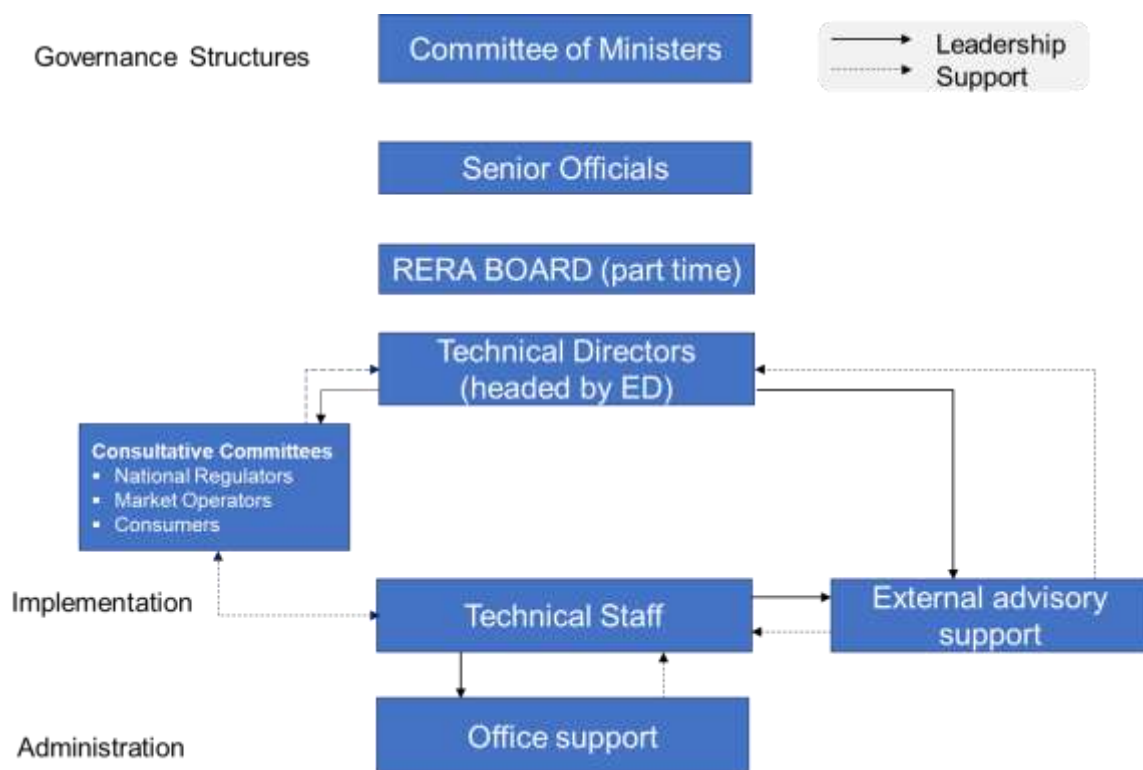 Governance Structures
Committee of Ministers
Leadership
Support
Senior Officials
RERA BOARD (part time)
Technical Directors
(headed by ED)
Consultative Committees
▪ National Regulators
▪ Market Operators
▪ Consumers
Implementation
Technical Staff
External advisory
support
Administration
Office support